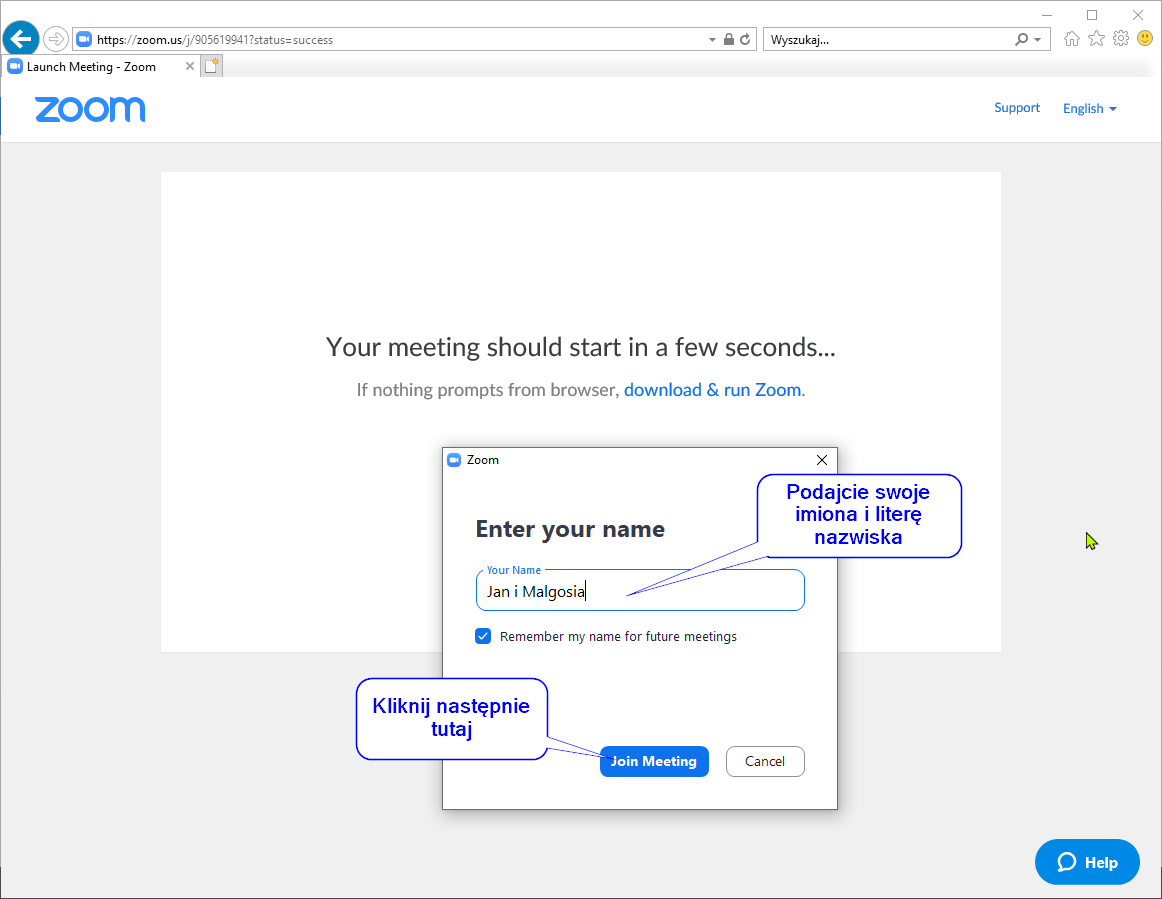 https://zoom.us/j/905619941?status=success
Wyszukaj...
Launch Meeting - Zoom
zoom
Support
English
Your meeting should start in a few seconds...
If nothing prompts from browser, download & run Zoom.
Zoom
Podajcie swoje
imiona i literę
nazwiska
Enter your name
Your Name
Jan i Malgosia
Remember my name for future meetings
Kliknij następnie
tutaj
Join Meeting
Cancel
Help